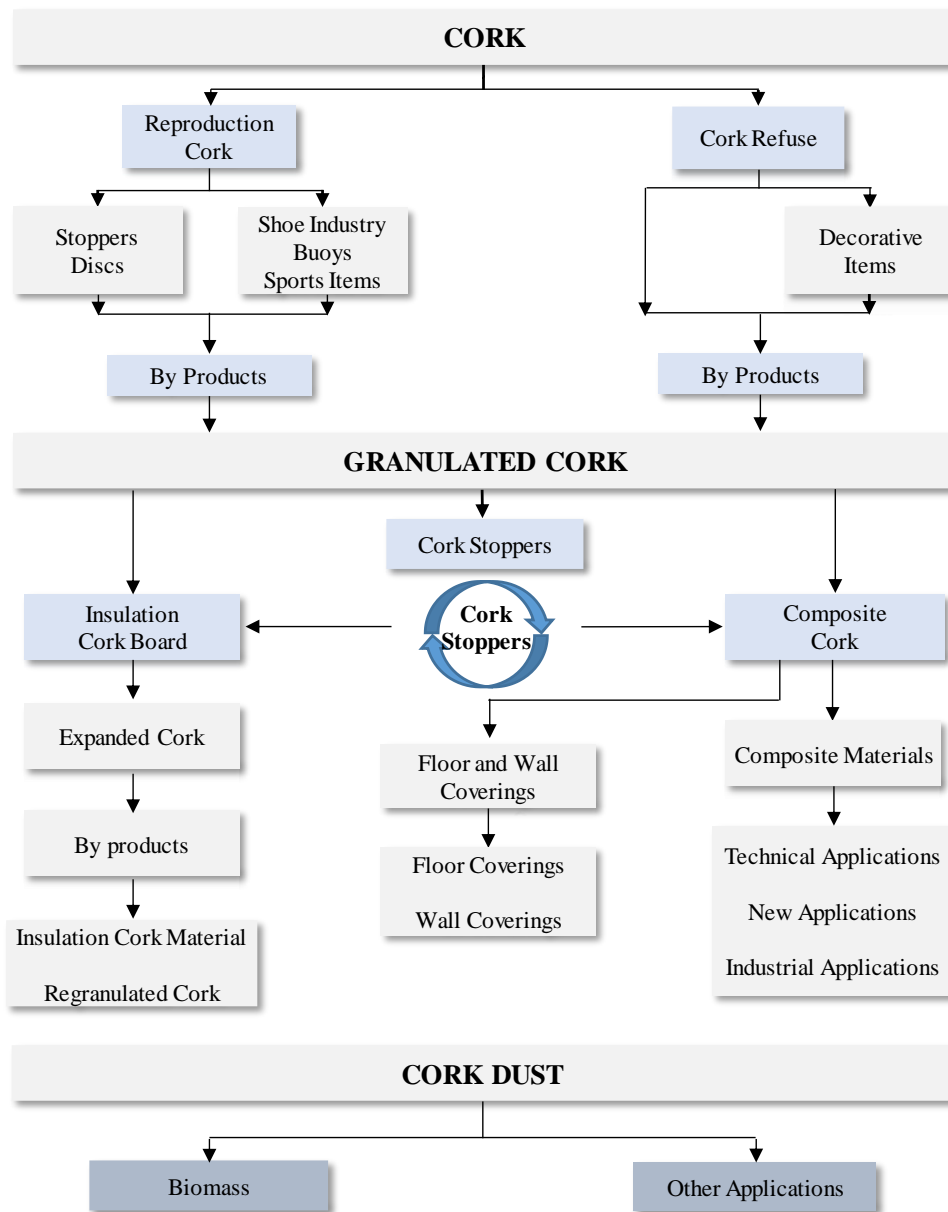 CORK
Reproduction
Cork
Cork Refuse
Stoppers
Discs
Shoe Industry
Buoys
Sports Items
Decorative
Items
By Products
By Products
GRANULATED CORK
Cork Stoppers
Insulation
Cork Board
Cork
Stoppers
Composite
Cork
Expanded Cork
Floor and Wall
Coverings
Composite Materials
By products
Floor Coverings
Wall Coverings
Technical Applications
New Applications
Industrial Applications
Insulation Cork Material
Regranulated Cork
CORK DUST
Biomass
Other Applications